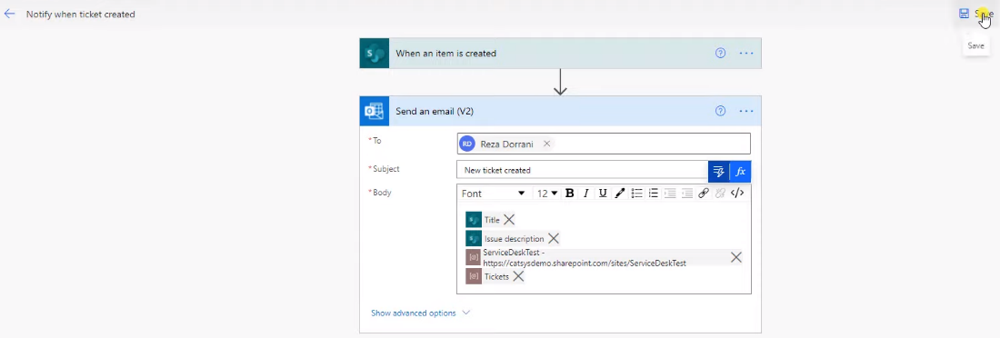 Notify when ticket created
Save
Save
When an item is created
Send an email (V2)
* To
RD Reza Dorrani
* Subject
New ticket created
fx
* Body
Font 12 B I U </>
Title
Issue description
ServiceDeskTest -
https://catsysdemo.sharepoint.com/sites/ServiceDeskTest
Tickets
Show advanced options